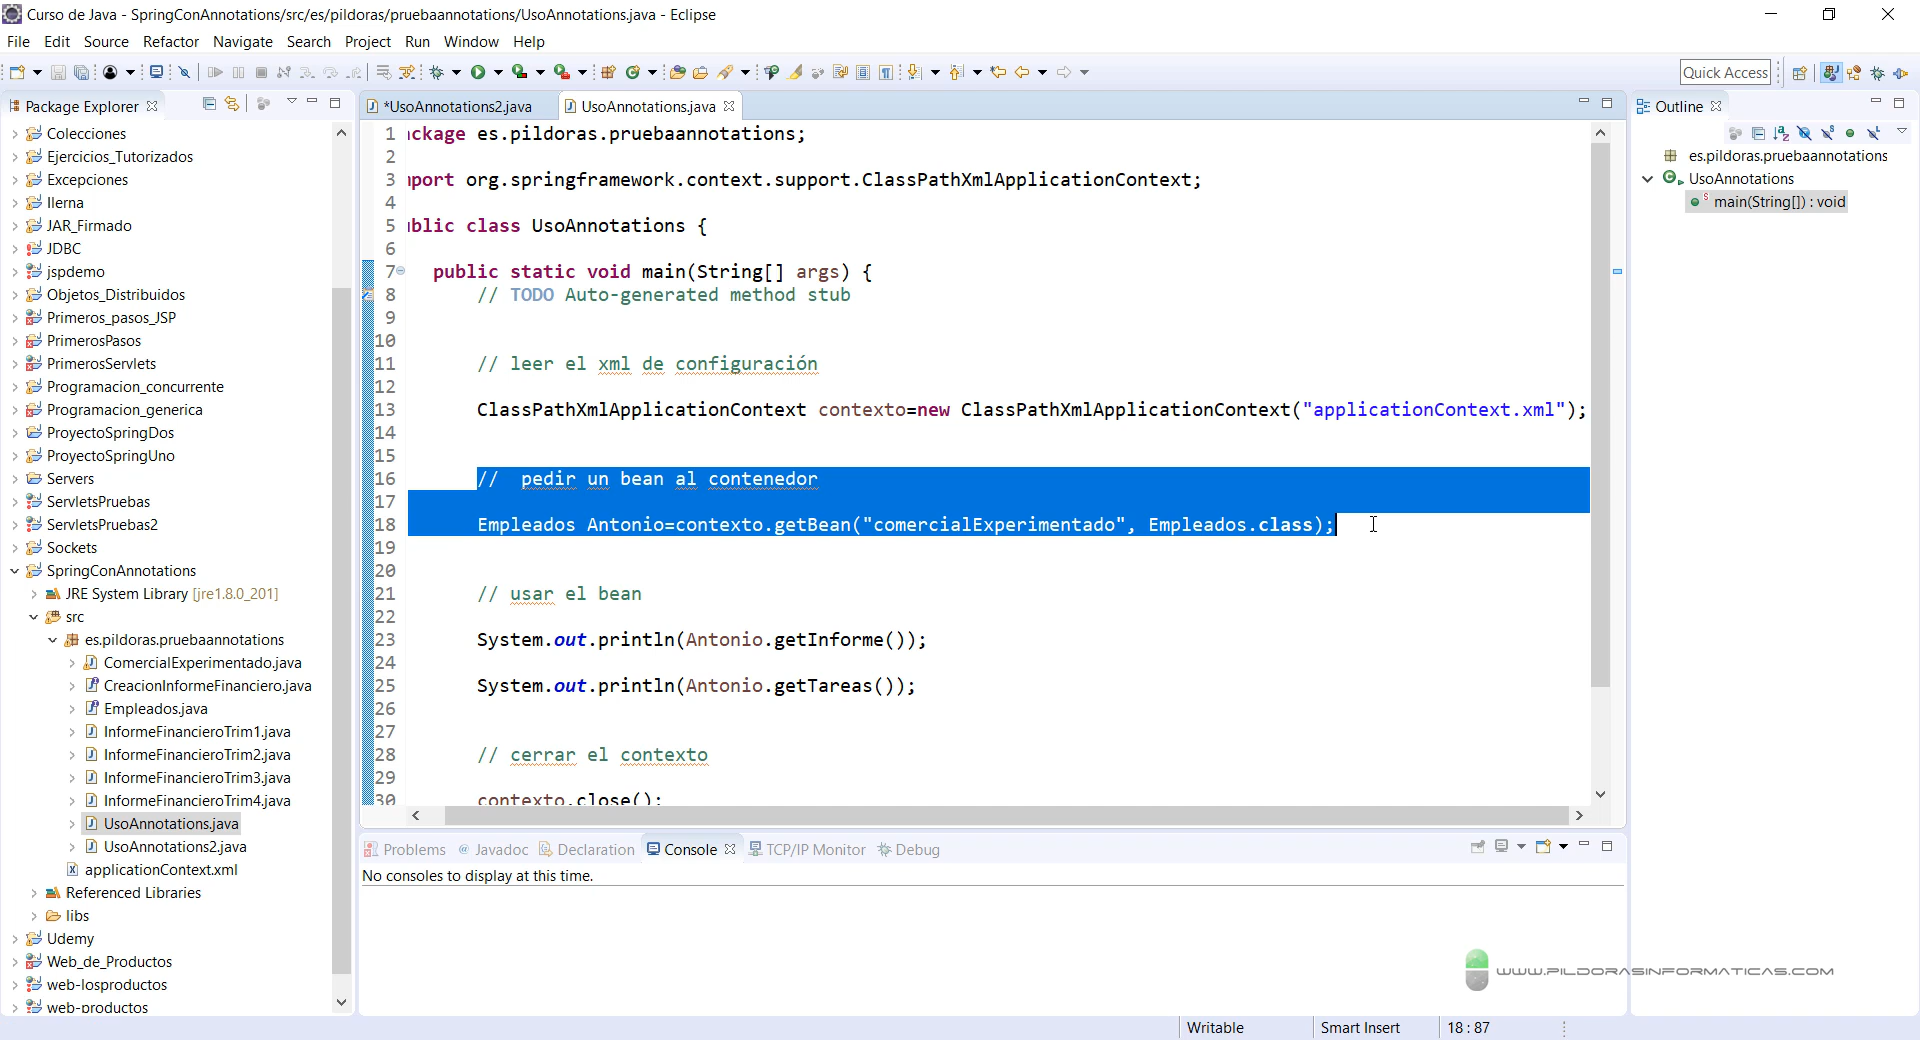 Curso de Java - SpringConAnnotations/src/es/pildoras/pruebaannotations/UsoAnnotations.java - Eclipse
File Edit Source Refactor Navigate Search Project Run Window Help
Quick Access
Package Explorer
Colecciones
Ejercicios_Tutorizados
Excepciones
Ilerna
JAR_Firmado
JDBC
jspdemo
Objetos_Distribuidos
Primeros_pasos_JSP
PrimerosPasos
PrimerosServlets
Programacion_concurrente
Programacion_generica
ProyectoSpringDos
ProyectoSpringUno
Servers
ServletsPruebas
ServletsPruebas2
Sockets
SpringConAnnotations
JRE System Library [jre1.8.0_201]
src
es.pildoras.pruebaannotations
ComercialExperimentado.java
CreacionInformeFinanciero.java
Empleados.java
InformeFinancieroTrim1.java
InformeFinancieroTrim2.java
InformeFinancieroTrim3.java
InformeFinancieroTrim4.java
UsoAnnotations.java
UsoAnnotations2.java
applicationContext.xml
Referenced Libraries
libs
Udemy
Web_de_Productos
web-losproductos
web-productos
*UsoAnnotations2.java UsoAnnotations.java
1 ckage es.pildoras.pruebaannotations;
2
3 port org.springframework.context.support.ClassPathXmlApplicationContext;
4
5 blic class UsoAnnotations {
6
7 public static void main(String[] args) {
8 // TODO Auto-generated method stub
9
10
11 // leer el xml de configuración
12
13 ClassPathXmlApplicationContext contexto=new ClassPathXmlApplicationContext("applicationContext.xml");
14
15
16 // pedir un bean al contenedor
17
18 Empleados Antonio=contexto.getBean("comercialExperimentado", Empleados.class);
19
20
21 // usar el bean
22
23 System.out.println(Antonio.getInforme());
24
25 System.out.println(Antonio.getTareas());
26
27
28 // cerrar el contexto
29
30 contexto.close();
Problems Javadoc Declaration Console TCP/IP Monitor Debug
No consoles to display at this time.
Outline
es.pildoras.pruebaannotations
UsoAnnotations
main(String[]) : void
WWW.PILDORASINFORMATICAS.COM
Writable Smart Insert 18 : 87